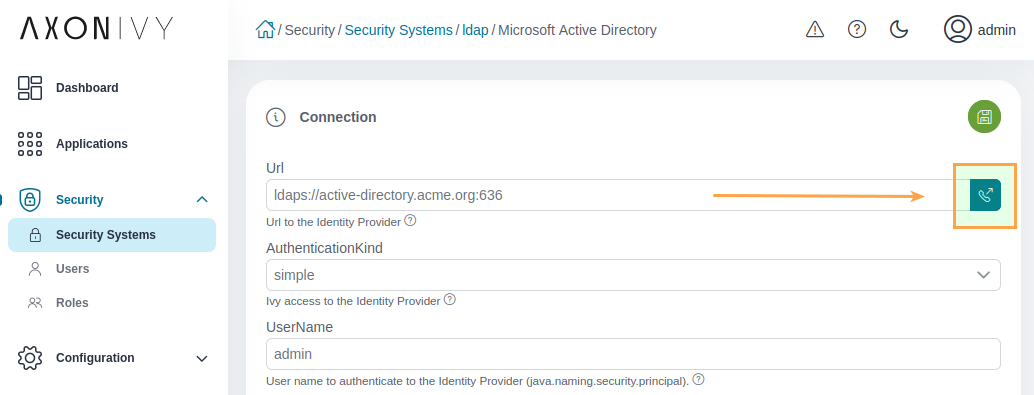 AXONIVY
/ Security / Security Systems / ldap / Microsoft Active Directory
admin
Dashboard
Applications
Security
Security Systems
Users
Roles
Configuration
Connection
Url
ldaps://active-directory.acme.org:636
Url to the Identity Provider
AuthenticationKind
simple
Ivy access to the Identity Provider
UserName
admin
User name to authenticate to the Identity Provider (java.naming.security.principal).